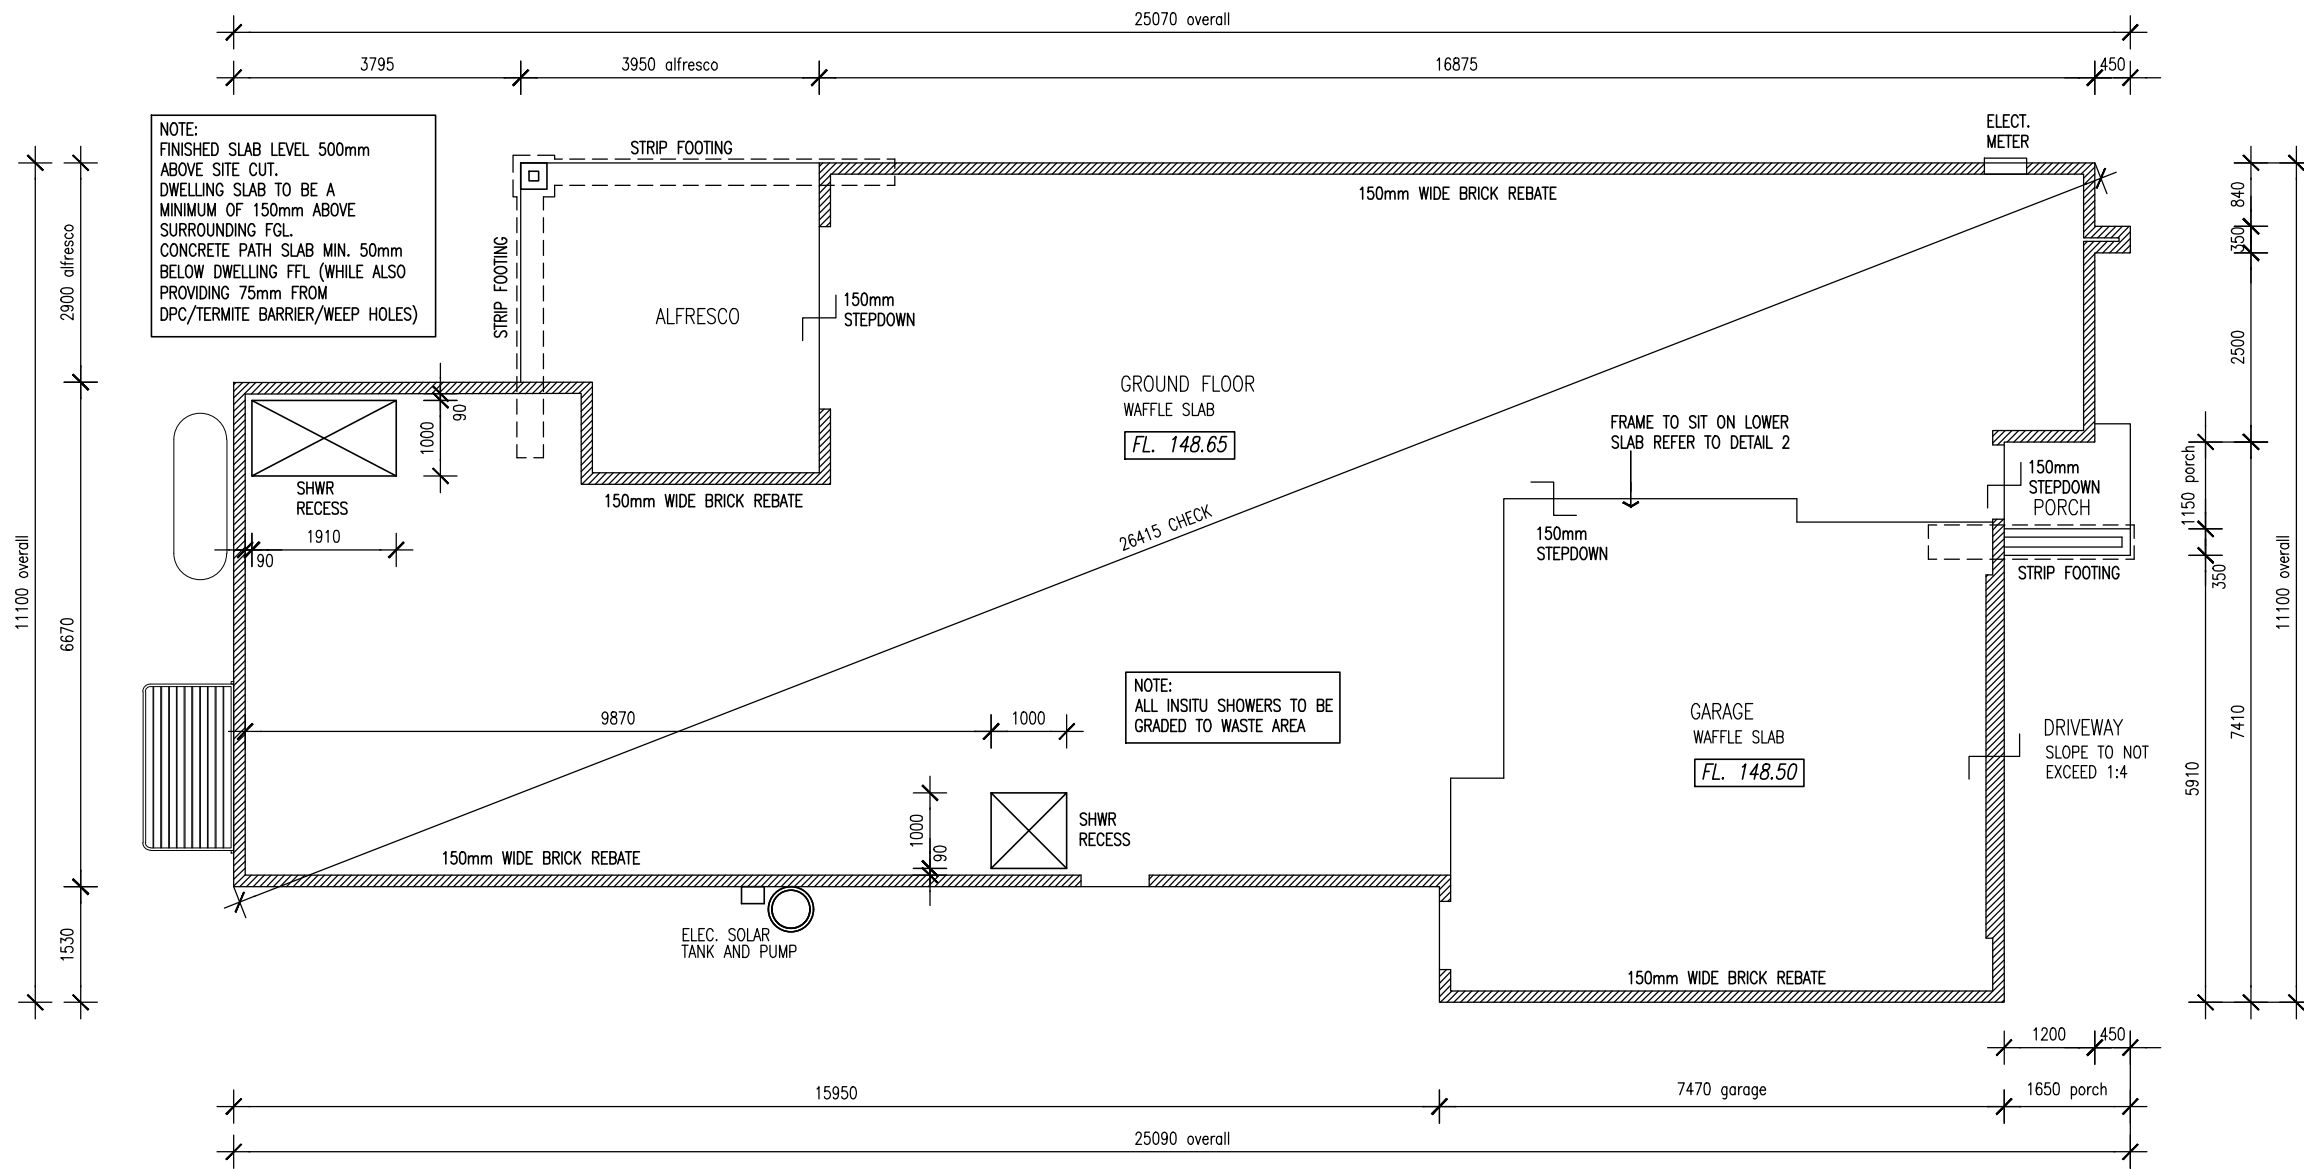 25070 overall
3795
3950 alfresco
16875
450
NOTE:
FINISHED SLAB LEVEL 500mm
ABOVE SITE CUT.
DWELLING SLAB TO BE A
MINIMUM OF 150mm ABOVE
SURROUNDING FGL.
CONCRETE PATH SLAB MIN. 50mm
BELOW DWELLING FFL (WHILE ALSO
PROVIDING 75mm FROM
DPC/TERMITE BARRIER/WEEP HOLES)
STRIP FOOTING
ELECT.
METER
150mm WIDE BRICK REBATE
840
350
2500
2900 alfresco
STRIP FOOTING
ALFRESCO
150mm
STEPDOWN
GROUND FLOOR
WAFFLE SLAB
FL. 148.65
FRAME TO SIT ON LOWER
SLAB REFER TO DETAIL 2
90
1000
SHWR
RECESS
1910
90
150mm WIDE BRICK REBATE
26415 CHECK
150mm
STEPDOWN
150mm
STEPDOWN
PORCH
1150 porch
STRIP FOOTING
350
11100 overall
11100 overall
6670
9870
1000
NOTE:
ALL INSITU SHOWERS TO BE
GRADED TO WASTE AREA
GARAGE
WAFFLE SLAB
FL. 148.50
DRIVEWAY
SLOPE TO NOT
EXCEED 1:4
5910
7410
1000
90
SHWR
RECESS
150mm WIDE BRICK REBATE
1530
ELEC. SOLAR
TANK AND PUMP
150mm WIDE BRICK REBATE
1200
450
15950
7470 garage
1650 porch
25090 overall